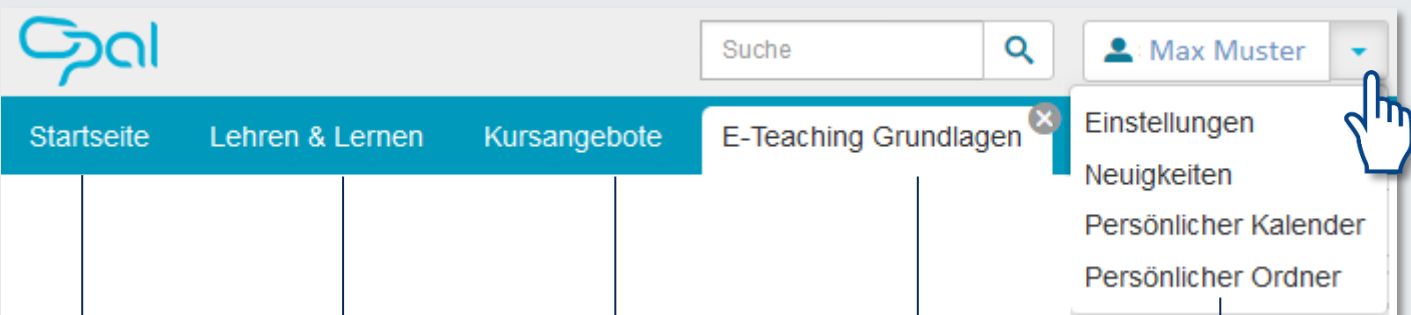 Opal
Suche
Max Muster
Startseite
Lehren & Lernen
Kursangebote
E-Teaching Grundlagen
Einstellungen
Neuigkeiten
Persönlicher Kalender
Persönlicher Ordner